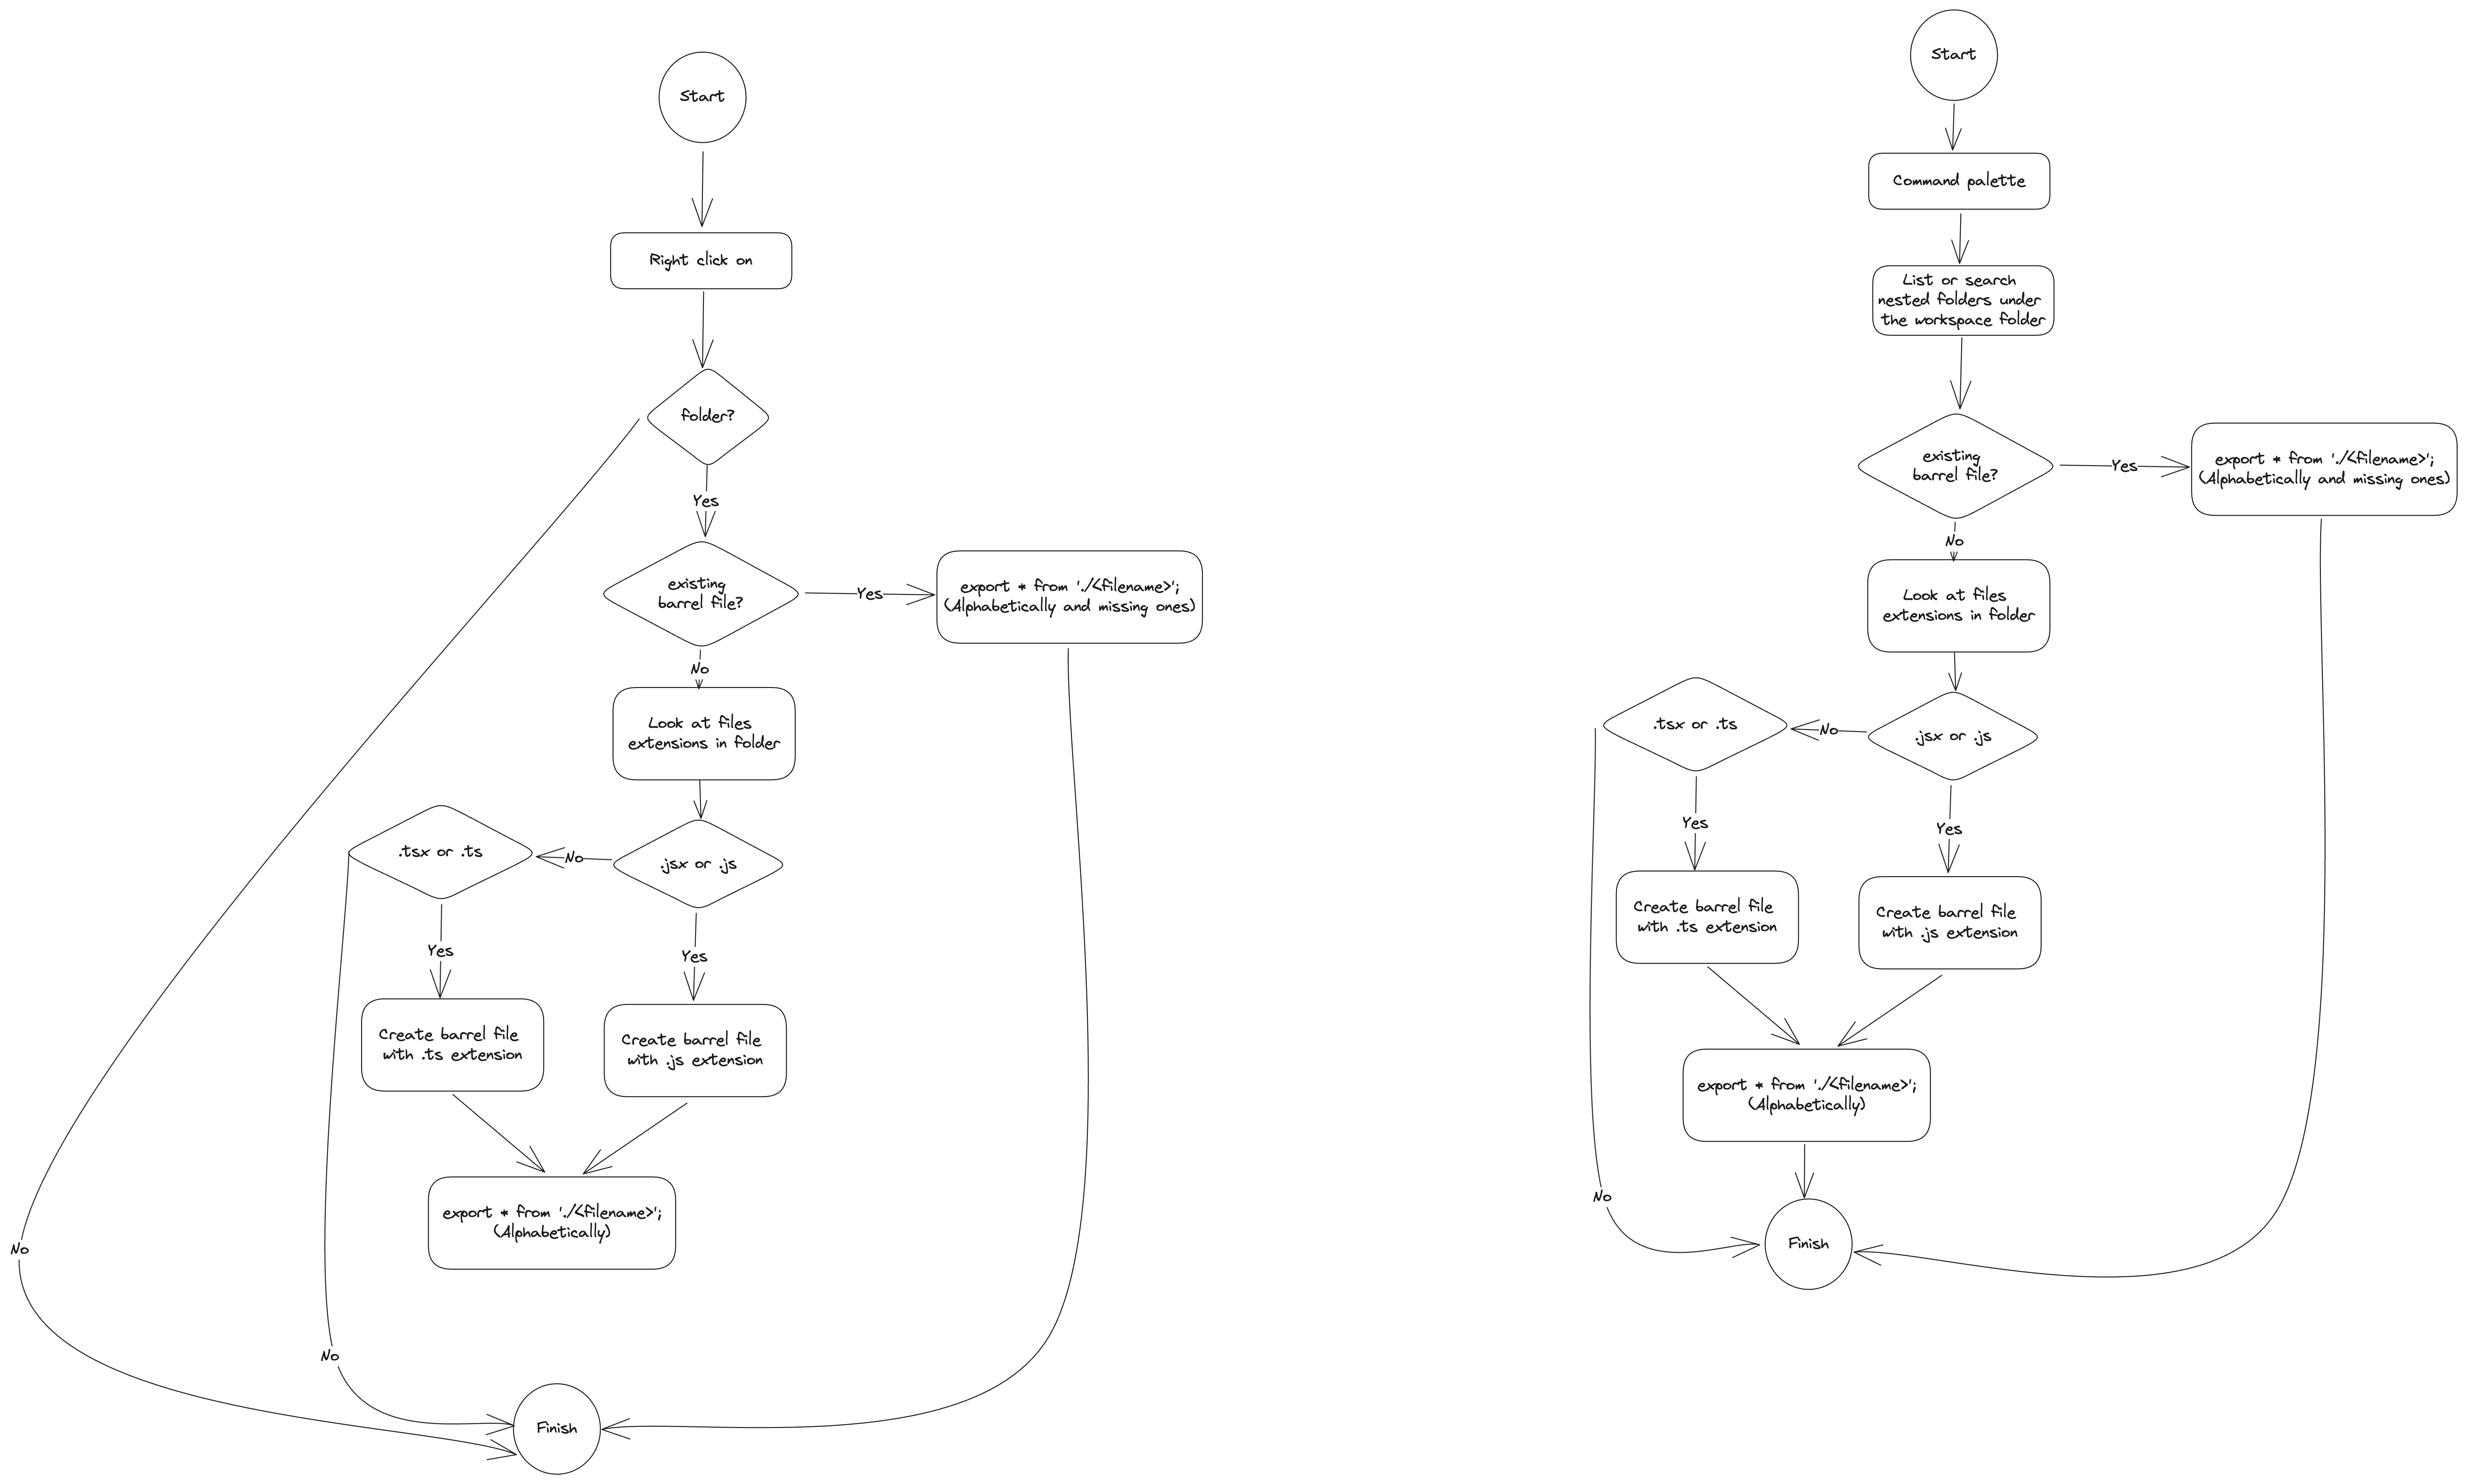 Start
Right click on
folder?
Yes
existing
barrel file?
Yes
export * from './<filename>';
(Alphabetically and missing ones)
No
Look at files
extensions in folder
.jsx or .js
No
.tsx or .ts
Yes
Yes
Create barrel file
with .ts extension
Create barrel file
with .js extension
export * from './<filename>';
(Alphabetically)
No
No
Finish
Start
Command palette
List or search
nested folders under
the workspace folder
existing
barrel file?
Yes
export * from './<filename>';
(Alphabetically and missing ones)
No
Look at files
extensions in folder
.jsx or .js
No
.tsx or .ts
Yes
Yes
Create barrel file
with .ts extension
Create barrel file
with .js extension
export * from './<filename>';
(Alphabetically)
No
Finish